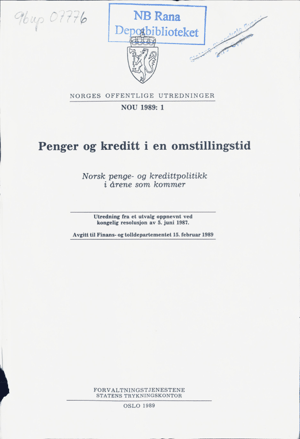 96up 07776
NB Rana
Depotbiblioteket
NORGES OFFENTLIGE UTREDNINGER
NOU 1989: 1
Penger og kreditt i en omstillingstid
Norsk penge- og kredittpolitikk
i årene som kommer
Utredning fra et utvalg oppnevnt ved
kongelig resolusjon av 5. juni 1987.
Avgitt til Finans- og tolldepartementet 15. februar 1989
FORVALTNINGSTJENESTENE
STATENS TRYKNINGSKONTOR
OSLO 1989